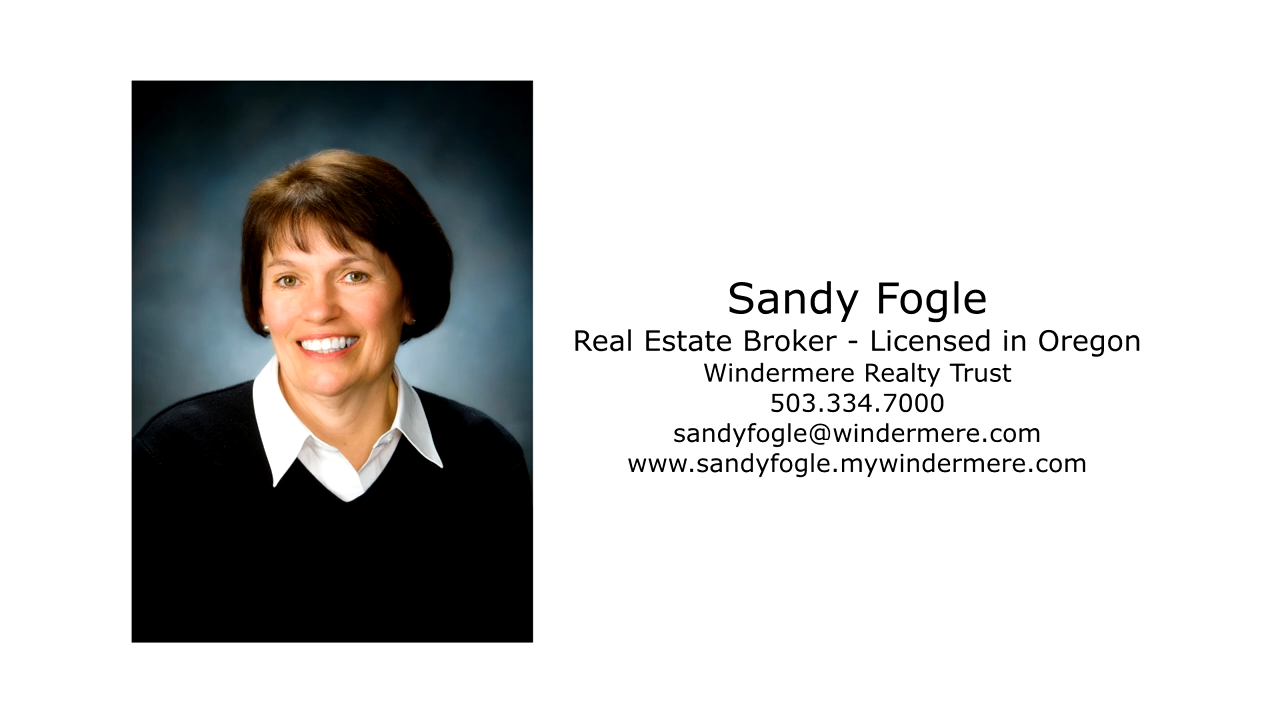 Sandy Fogle
Real Estate Broker - Licensed in Oregon
Windermere Realty Trust
503.334.7000
sandyfogle@windermere.com
www.sandyfogle.mywindermere.com